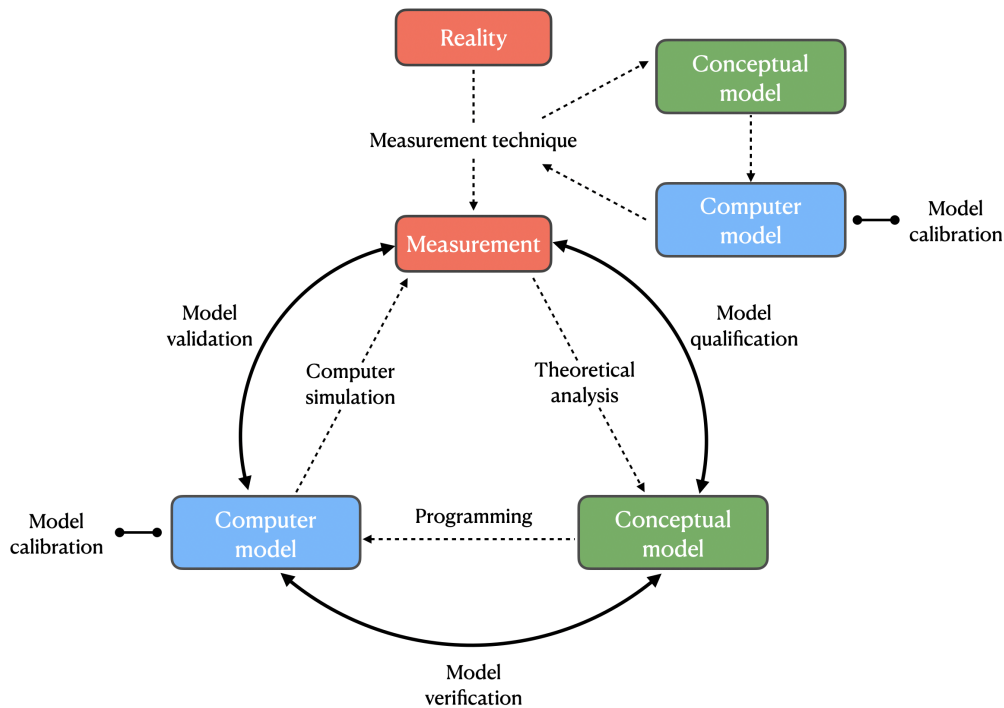 Reality
Conceptual
model
Measurement technique
Computer
model
Model
calibration
Measurement
Model
validation
Model
qualification
Computer
simulation
Theoretical
analysis
Model
calibration
Computer
model
Programming
Conceptual
model
Model
verification